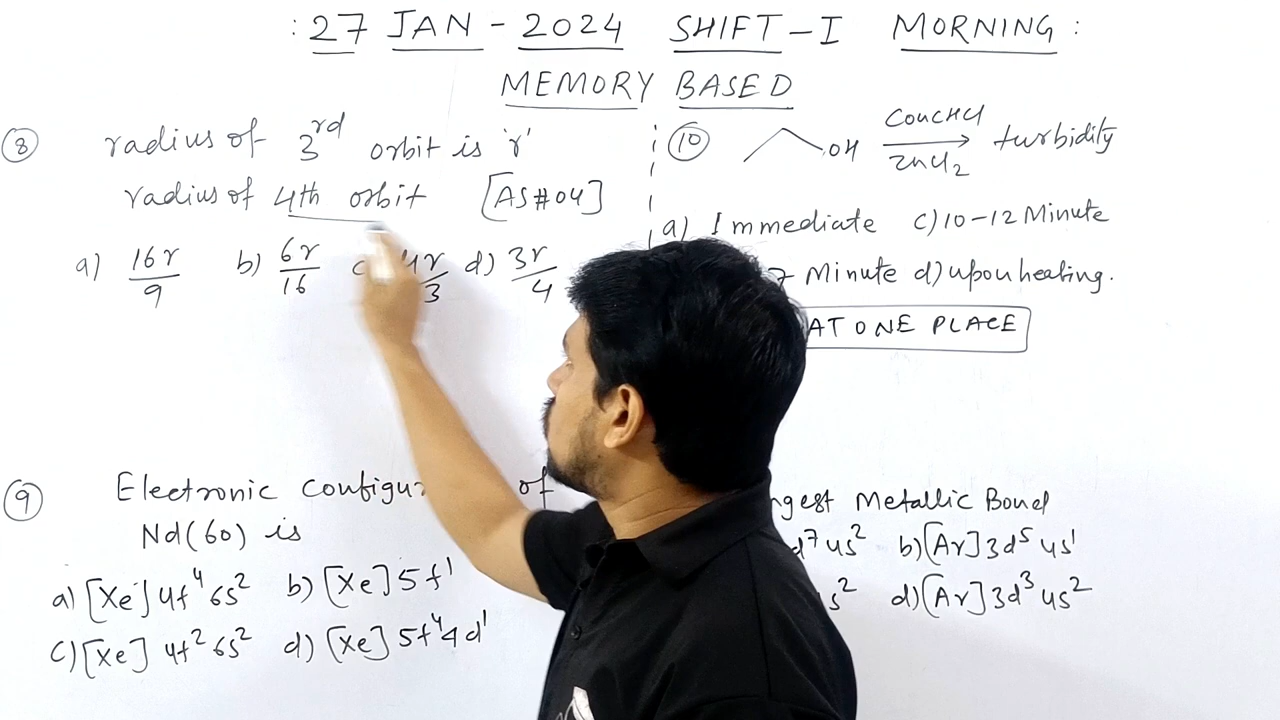 : 27 JAN - 2024 SHIFT - I MORNING :
MEMORY BASED
⑧ radius of 3rd orbit is 'r'
radius of 4th orbit [AS#04]
a) 16r/9 b) 6r/16 c) 4r/3 d) 3r/4
⑨ Electronic configur of
Nd(60) is
a) [Xe] 4f⁴ 6s² b) [Xe] 5f¹
c) [Xe] 4f² 6s² d) [Xe] 5f⁴ 4d¹
⑩ OH ConcHCl ZnCl2 turbidity
a) Immediate c) 10-12 Minute
7 Minute d) upon heating.
AT ONE PLACE
ngest Metallic Bond
d⁷ 4s² b) [Ar] 3d⁵ 4s¹
s² d) [Ar] 3d³ 4s²